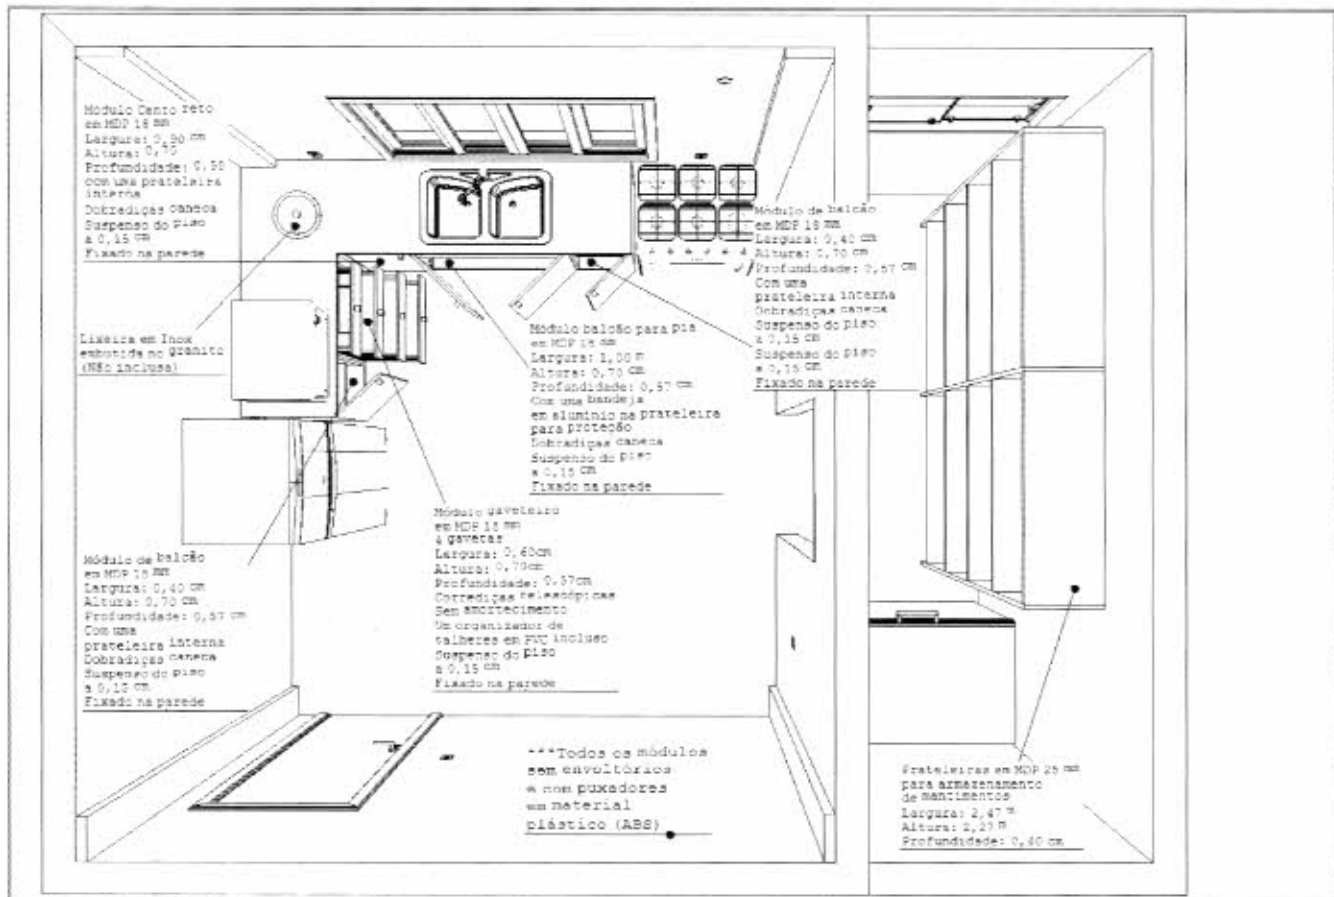 Módulo Canto reto
em MDP 18 mm
Largura: 0,90 cm
Altura: 0,75
Profundidade: 0,58
com uma prateleira
interna
Dobradiças caneca
Suspenso do piso
a 0,15 cm
Fixado na parede
Lixeira em Inox
embutida no granito
(Não inclusa)
Módulo de balcão
em MDP 18 mm
Largura: 0,40 cm
Altura: 0,70 cm
Profundidade: 0,57 cm
Com uma
prateleira interna
Dobradiças caneca
Suspenso do piso
a 0,15 cm
Fixado na parede
Módulo gaveteiro
em MDP 18 mm
4 gavetas
Largura: 0,60cm
Altura: 0,70cm
Profundidade: 0,57cm
Corrediças telescópicas
Sem amortecimento
Um organizador de
talheres em PVC incluso
Suspenso do piso
a 0,15 cm
Fixado na parede
Módulo balcão para pia
em MDP 18 mm
Largura: 1,00 m
Altura: 0,70 cm
Profundidade: 0,57 cm
Com uma bandeja
em alumínio na prateleira
para proteção
Dobradiças caneca
Suspenso do piso
a 0,15 cm
Fixado na parede
Módulo de balcão
em MDP 18 mm
Largura: 0,40 cm
Altura: 0,70 cm
Profundidade: 0,57 cm
Com uma
prateleira interna
Dobradiças caneca
Suspenso do piso
a 0,15 cm
Suspenso do piso
a 0,15 cm
Fixado na parede
***Todos os módulos
sem envoltórios
e com puxadores
em material
plástico (ABS)
Prateleiras em MDP 25 mm
para armazenamento
de mantimentos
Largura: 2,47 m
Altura: 2,27 m
Profundidade: 0,40 cm